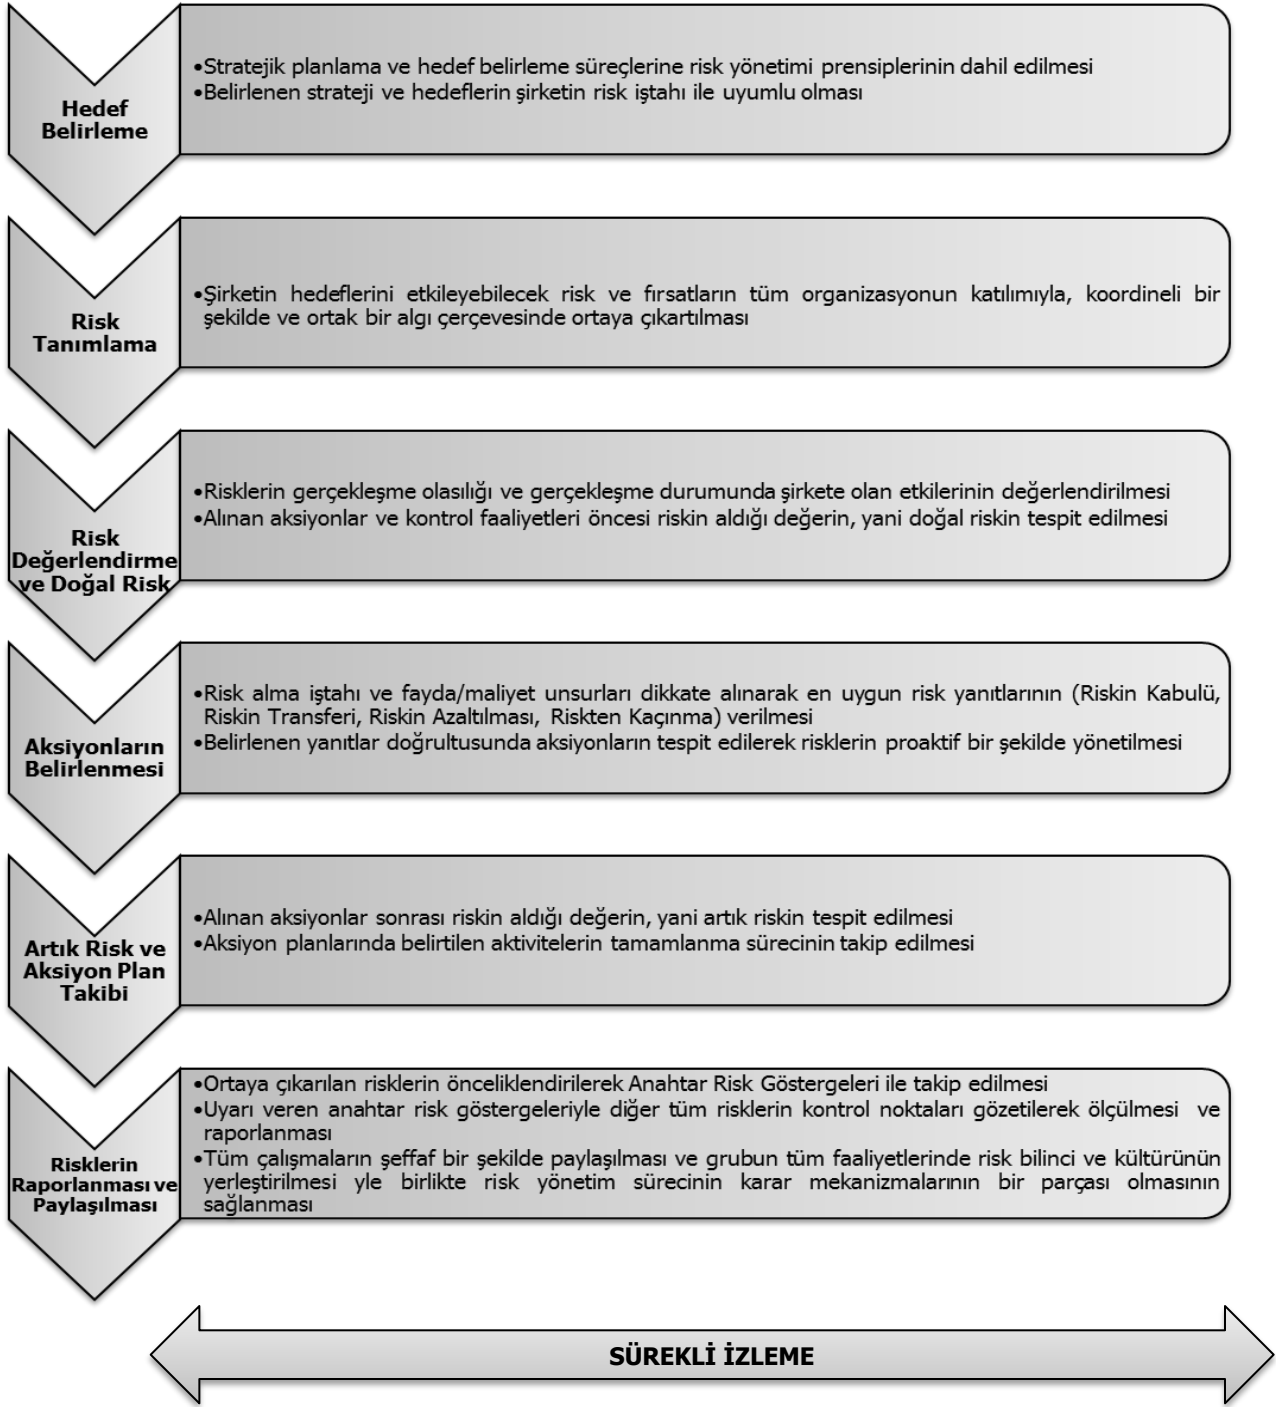 Hedef
Belirleme
•Stratejik planlama ve hedef belirleme süreçlerine risk yönetimi prensiplerinin dahil edilmesi
•Belirlenen strateji ve hedeflerin şirketin risk iştahı ile uyumlu olması
Risk
Tanımlama
•Şirketin hedeflerini etkileyebilecek risk ve fırsatların tüm organizasyonun katılımıyla, koordineli bir
şekilde ve ortak bir algı çerçevesinde ortaya çıkartılması
Risk
Değerlendirme
ve Doğal Risk
•Risklerin gerçekleşme olasılığı ve gerçekleşme durumunda şirkete olan etkilerinin değerlendirilmesi
•Alınan aksiyonlar ve kontrol faaliyetleri öncesi riskin aldığı değerin, yani doğal riskin tespit edilmesi
Aksiyonların
Belirlenmesi
•Risk alma iştahı ve fayda/maliyet unsurları dikkate alınarak en uygun risk yanıtlarının (Riskin Kabulü,
Riskin Transferi, Riskin Azaltılması, Riskten Kaçınma) verilmesi
•Belirlenen yanıtlar doğrultusunda aksiyonların tespit edilerek risklerin proaktif bir şekilde yönetilmesi
Artık Risk ve
Aksiyon Plan
Takibi
•Alınan aksiyonlar sonrası riskin aldığı değerin, yani artık riskin tespit edilmesi
•Aksiyon planlarında belirtilen aktivitelerin tamamlanma sürecinin takip edilmesi
Risklerin
Raporlanması ve
Paylaşılması
•Ortaya çıkarılan risklerin önceliklendirilerek Anahtar Risk Göstergeleri ile takip edilmesi
•Uyarı veren anahtar risk göstergeleriyle diğer tüm risklerin kontrol noktaları gözetilerek ölçülmesi ve
raporlanması
•Tüm çalışmaların şeffaf bir şekilde paylaşılması ve grubun tüm faaliyetlerinde risk bilinci ve kültürünün
yerleştirilmesi yle birlikte risk yönetim sürecinin karar mekanizmalarının bir parçası olmasının
sağlanması
SÜREKLİ İZLEME